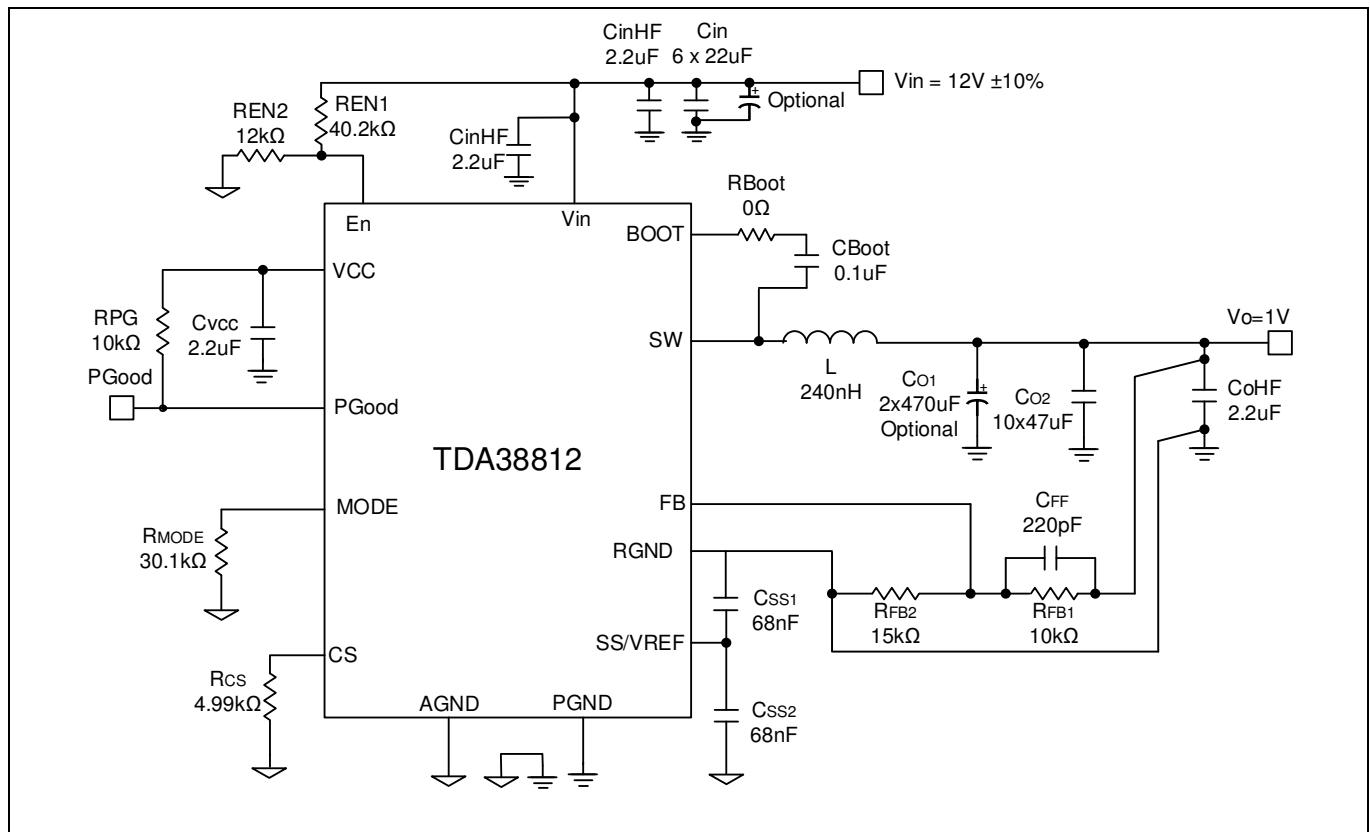 CinHF
2.2uF
Cin
6 x 22uF
Vin = 12V ±10%
Optional
REN1
40.2kΩ
REN2
12kΩ
CinHF
2.2uF
RBoot
0Ω
En
Vin
BOOT
CBoot
0.1uF
VCC
RPG
10kΩ
Cvcc
2.2uF
PGood
PGood
SW
L
240nH
Vo=1V
CO1
2x470uF
Optional
CO2
10x47uF
CoHF
2.2uF
TDA38812
MODE
RMODE
30.1kΩ
FB
RGND
CFF
220pF
CSS1
68nF
RFB2
15kΩ
RFB1
10kΩ
SS/VREF
CS
RCS
4.99kΩ
AGND
PGND
CSS2
68nF
+
+